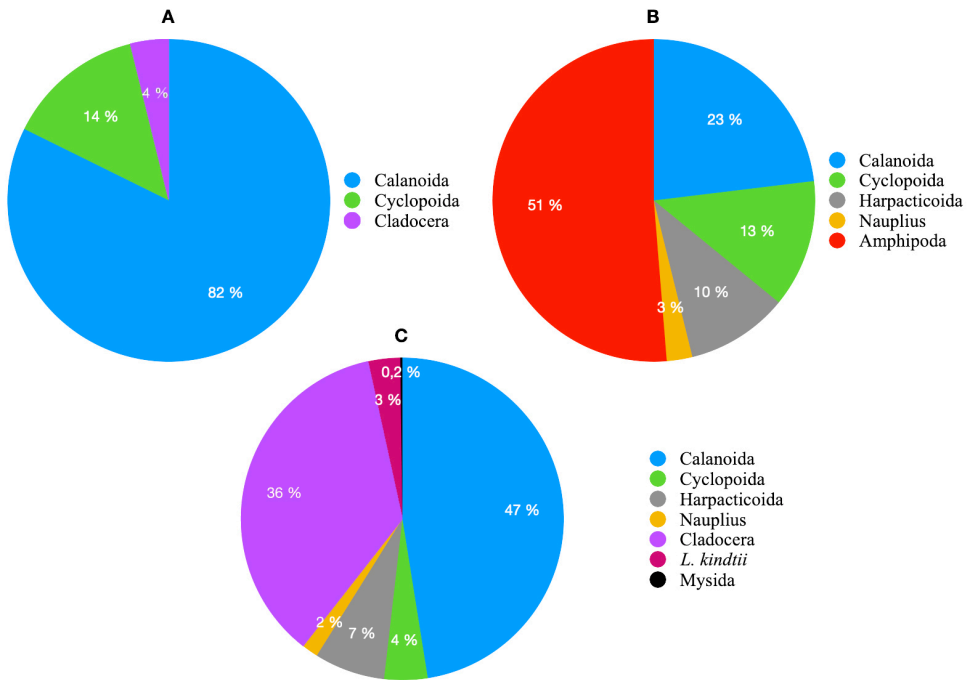 A
4 %
14 %
82 %
Calanoida
Cyclopoida
Cladocera
B
23 %
13 %
10 %
3 %
51 %
Calanoida
Cyclopoida
Harpacticoida
Nauplius
Amphipoda
C
0,2 %
3 %
36 %
47 %
2 %
7 %
4 %
Calanoida
Cyclopoida
Harpacticoida
Nauplius
Cladocera
L. kindtii
Mysida